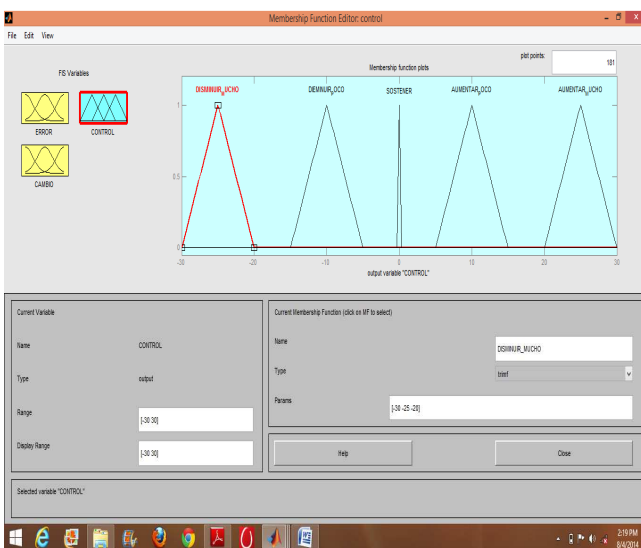 Membership Function Editor: control
File Edit View
FIS Variables
ERROR
CONTROL
CAMBIO
plot points:
181
Membership function plots
DISMINUIR_MUCHO
DIEMINUR_POCO
SOSTENER
AUMENTAR_POCO
AUMENTAR_MUCHO
1
0.5
0
-30 -20 -10 0 10 20 30
output variable "CONTROL"
Current Variable
Name CONTROL
Type output
Range [-30 30]
Display Range [-30 30]
Current Membership Function (click on MF to select)
Name DISMINUIR_MUCHO
Type trimf
Params [-30 -25 -20]
Help
Close
Selected variable "CONTROL"
2:19 PM
8/4/2014